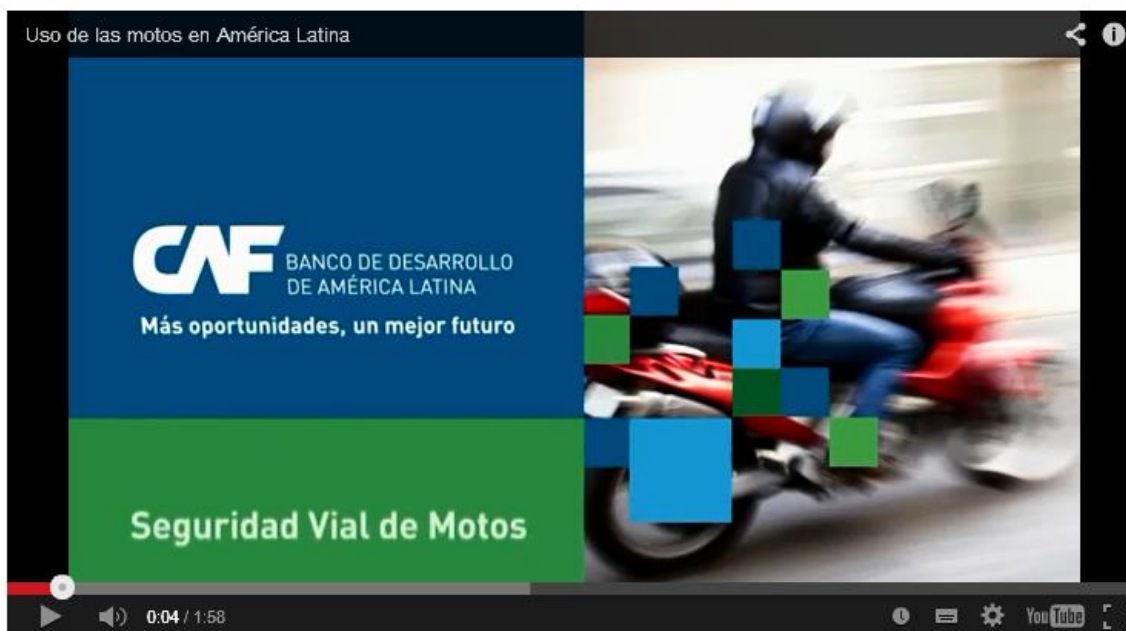 Uso de las motos en América Latina
CAF
BANCO DE DESARROLLO
DE AMÉRICA LATINA
Más oportunidades, un mejor futuro
Seguridad Vial de Motos
0:04 / 1:58
YouTube